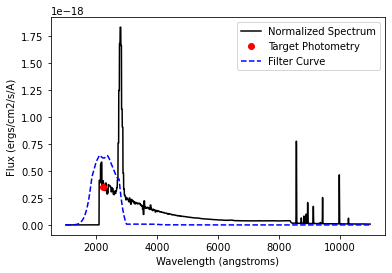 1e−18
Normalized Spectrum
Target Photometry
Filter Curve
1.75
1.50
1.25
1.00
0.75
0.50
0.25
0.00
Flux (ergs/cm2/s/A)
2000 4000 6000 8000 10000
Wavelength (angstroms)